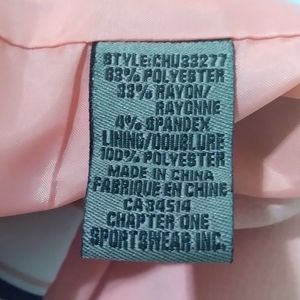 STYLE:CHU33277
63% POLYESTER
33% RAYON/
RAYONNE
4% SPANDEX
LINING/DOUBLURE
100% POLYESTER
MADE IN CHINA
FABRIQUE EN CHINE
CA 34514
CHAPTER ONE
SPORTSWEAR INC.